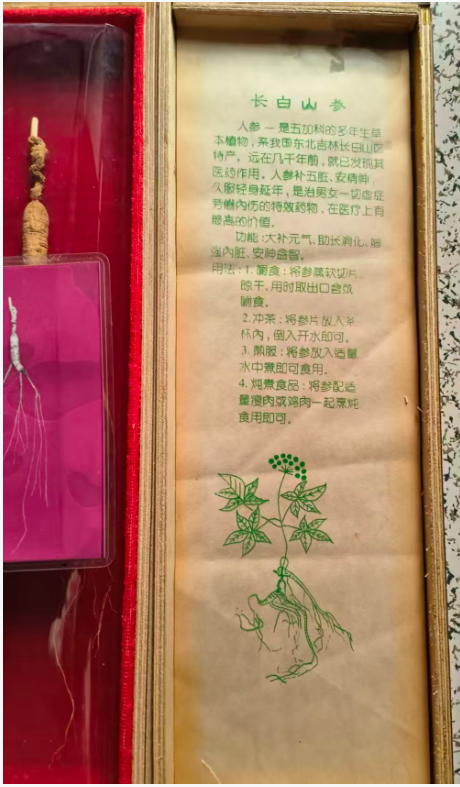 长白山参
人参一是五加科的多年生草
本植物，系我国东北吉林长白山区
特产，远在几千年前，就已发现其
医药作用。人参补五脏、安精神，
久服轻身延年，是治男女一切虚症
劳伤内伤的特效药物，在医疗上有
最高的价值。
功能：大补元气、助长消化、
强内脏、安神益智。
用法：1. 嚼食：将参蒸软切片，
晾干，用时取出口含或
嚼食。
2. 冲茶：将参片放入茶
杯内，倒入开水即可。
3. 熬服：将参放入适量
水中煮即可食用。
4. 炖煮食品：将参配适
量瘦肉或鸡肉一起烹炖
食用即可。